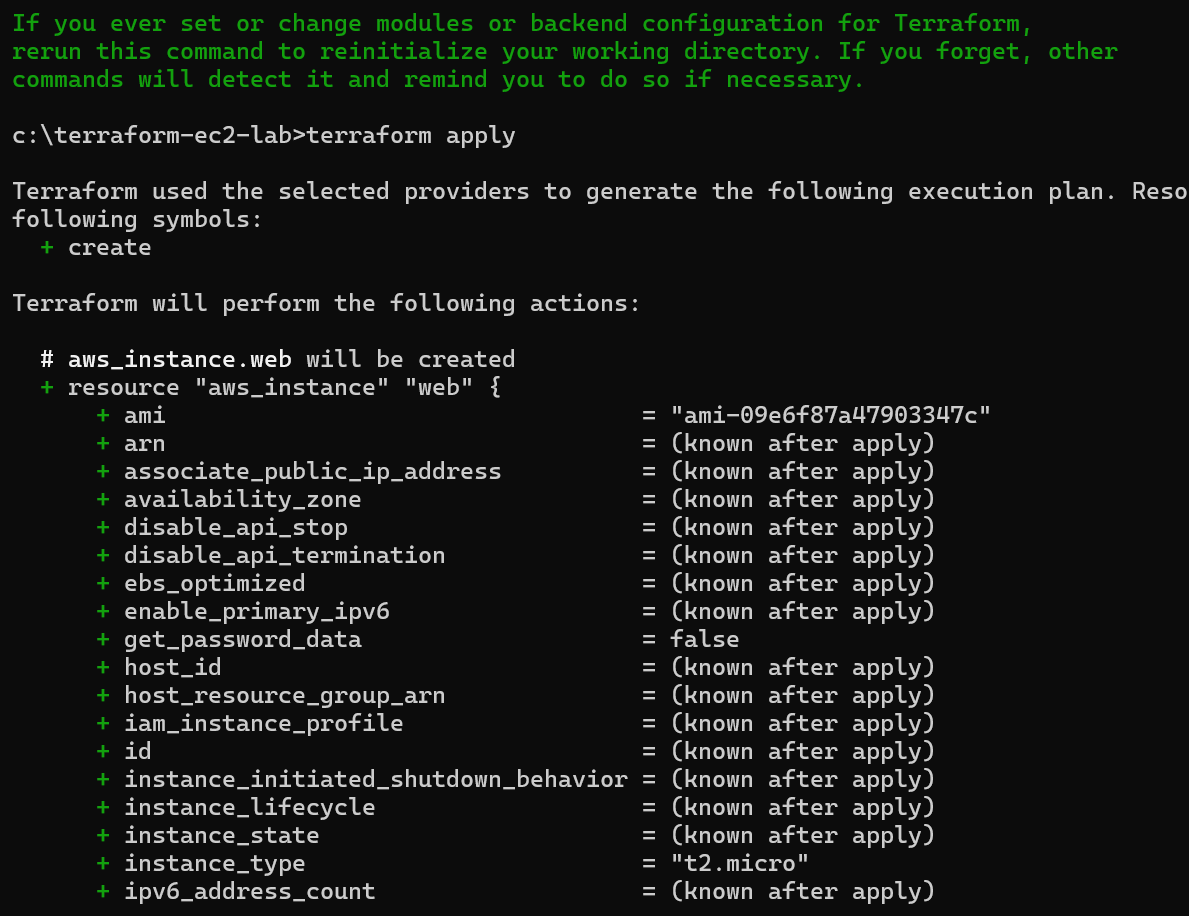 If you ever set or change modules or backend configuration for Terraform,
rerun this command to reinitialize your working directory. If you forget, other
commands will detect it and remind you to do so if necessary.
c:\terraform-ec2-lab>terraform apply
Terraform used the selected providers to generate the following execution plan. Reso
following symbols:
+ create
Terraform will perform the following actions:
# aws_instance.web will be created
+ resource "aws_instance" "web" {
+ ami = "ami-09e6f87a47903347c"
+ arn = (known after apply)
+ associate_public_ip_address = (known after apply)
+ availability_zone = (known after apply)
+ disable_api_stop = (known after apply)
+ disable_api_termination = (known after apply)
+ ebs_optimized = (known after apply)
+ enable_primary_ipv6 = (known after apply)
+ get_password_data = false
+ host_id = (known after apply)
+ host_resource_group_arn = (known after apply)
+ iam_instance_profile = (known after apply)
+ id = (known after apply)
+ instance_initiated_shutdown_behavior = (known after apply)
+ instance_lifecycle = (known after apply)
+ instance_state = (known after apply)
+ instance_type = "t2.micro"
+ ipv6_address_count = (known after apply)